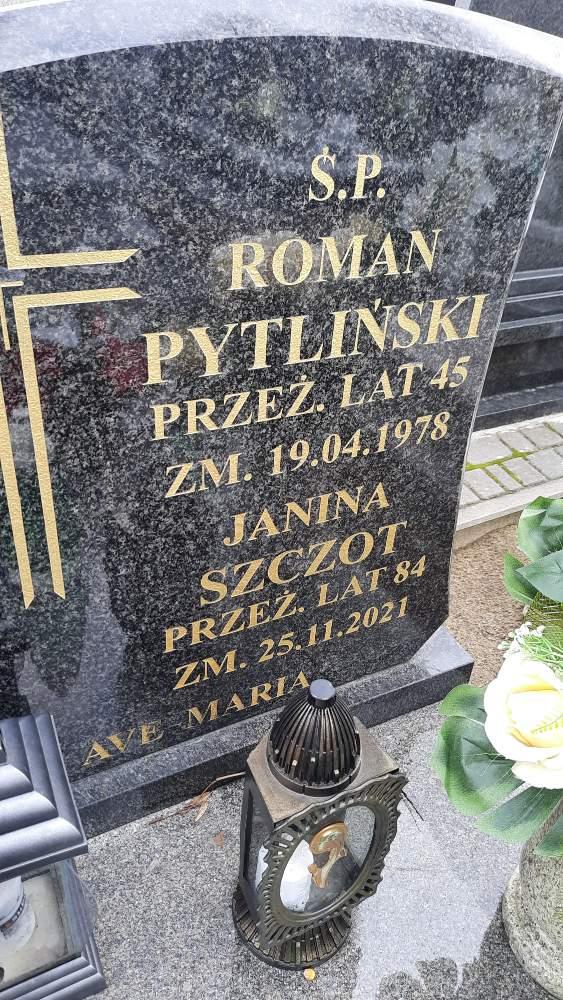 Ś.P.
ROMAN
PYTLIŃSKI
PRZEŻ. LAT 45
ZM. 19.04.1978
JANINA
SZCZOT
PRZEŻ. LAT 84
ZM. 25.11.2021
AVE MARIA